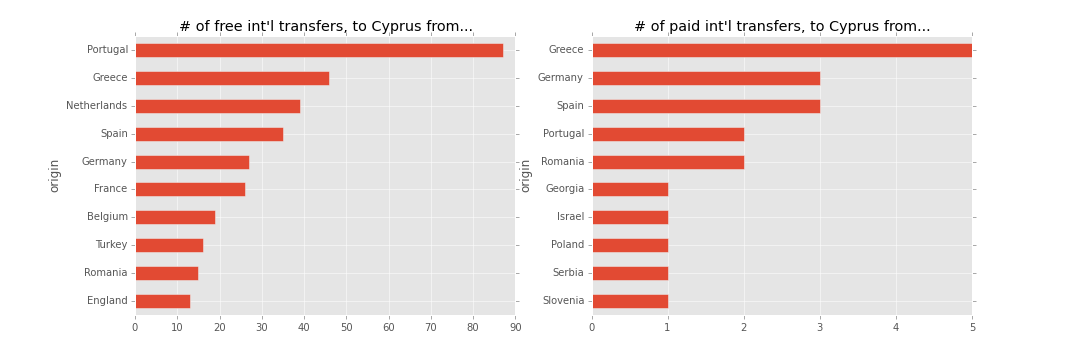 # of free int'l transfers, to Cyprus from...
origin
Portugal
Greece
Netherlands
Spain
Germany
France
Belgium
Turkey
Romania
England
0 10 20 30 40 50 60 70 80 90
# of paid int'l transfers, to Cyprus from...
origin
Greece
Germany
Spain
Portugal
Romania
Georgia
Israel
Poland
Serbia
Slovenia
0 1 2 3 4 5